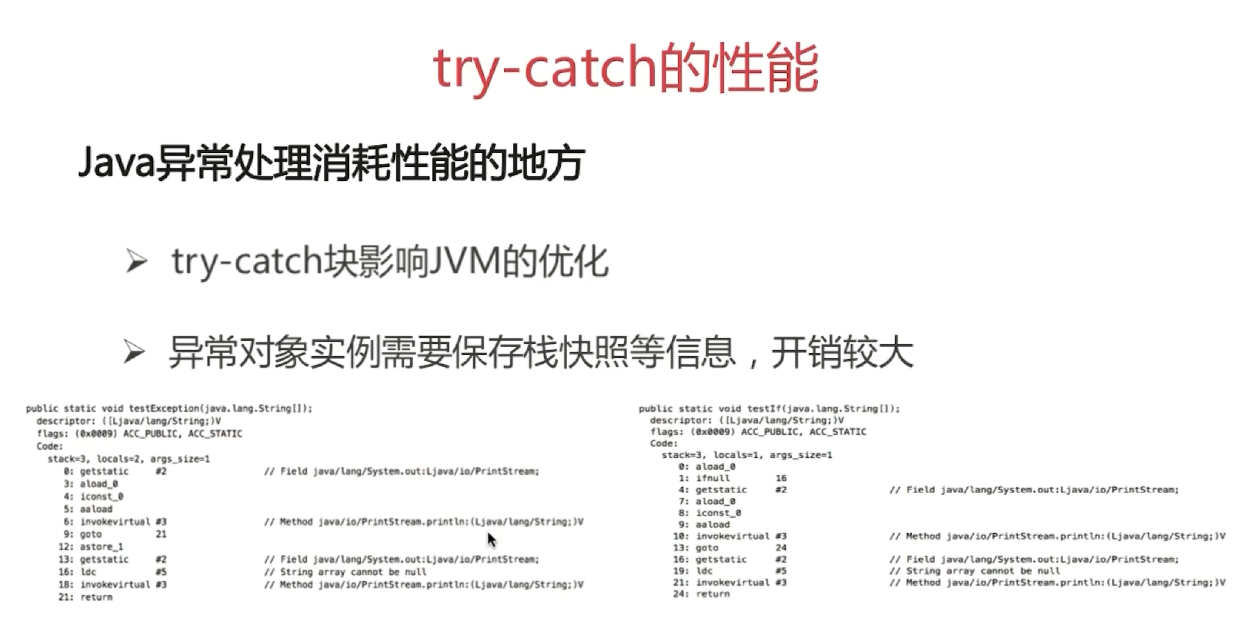 try-catch的性能
Java异常处理消耗性能的地方
➢ try-catch块影响JVM的优化
➢ 异常对象实例需要保存栈快照等信息，开销较大
public static void testException(java.lang.String[]);
descriptor: ([Ljava/lang/String;)V
flags: (0x0009) ACC_PUBLIC, ACC_STATIC
Code:
stack=3, locals=2, args_size=1
0: getstatic #2 // Field java/lang/System.out:Ljava/io/PrintStream;
3: aload_0
4: iconst_0
5: aaload
6: invokevirtual #3 // Method java/io/PrintStream.println:(Ljava/lang/String;)V
9: goto 21
12: astore_1
13: getstatic #2 // Field java/lang/System.out:Ljava/io/PrintStream;
16: ldc #5 // String array cannot be null
18: invokevirtual #3 // Method java/io/PrintStream.println:(Ljava/lang/String;)V
21: return
public static void testIf(java.lang.String[]);
descriptor: ([Ljava/lang/String;)V
flags: (0x0009) ACC_PUBLIC, ACC_STATIC
Code:
stack=3, locals=1, args_size=1
0: aload_0
1: ifnull 16
4: getstatic #2 // Field java/lang/System.out:Ljava/io/PrintStream;
7: aload_0
8: iconst_0
9: aaload
10: invokevirtual #3 // Method java/io/PrintStream.println:(Ljava/lang/String;)V
13: goto 24
16: getstatic #2 // Field java/lang/System.out:Ljava/io/PrintStream;
19: ldc #5 // String array cannot be null
21: invokevirtual #3 // Method java/io/PrintStream.println:(Ljava/lang/String;)V
24: return